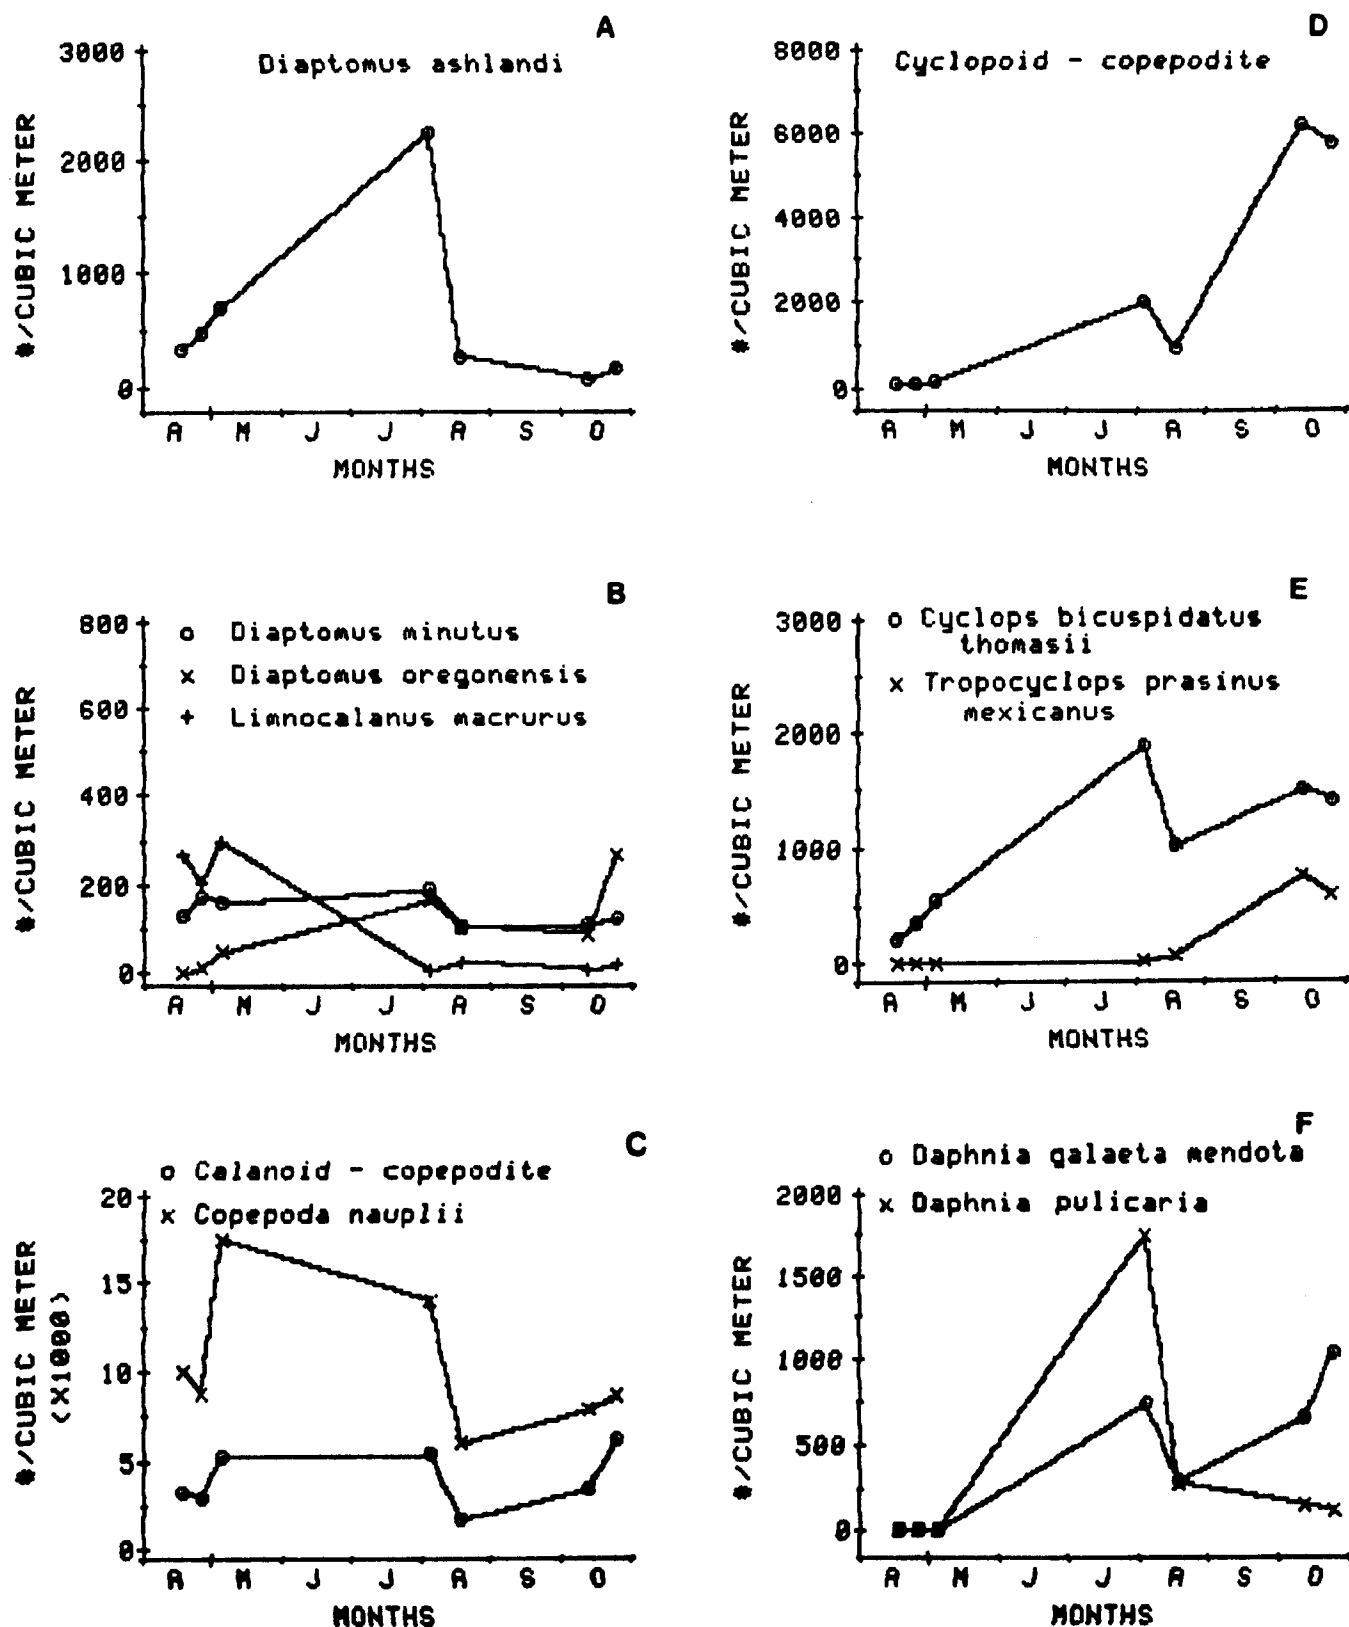 A
Diaptomus ashlandi
3000
2000
1000
0
#/CUBIC METER
A M J J A S O
MONTHS
B
o Diaptomus minutus
x Diaptomus oregonensis
+ Limnocalanus macrurus
800
600
400
200
0
#/CUBIC METER
A M J J A S O
MONTHS
C
o Calanoid - copepodite
x Copepoda nauplii
20
15
10
5
0
#/CUBIC METER
(X1000)
A M J J A S O
MONTHS
D
Cyclopoid - copepodite
8000
6000
4000
2000
0
#/CUBIC METER
A M J J A S O
MONTHS
E
o Cyclops bicuspidatus
thomasii
x Tropocyclops prasinus
mexicanus
3000
2000
1000
0
#/CUBIC METER
A M J J A S O
MONTHS
F
o Daphnia galaeta mendota
x Daphnia pulicaria
2000
1500
1000
500
0
#/CUBIC METER
A M J J A S O
MONTHS